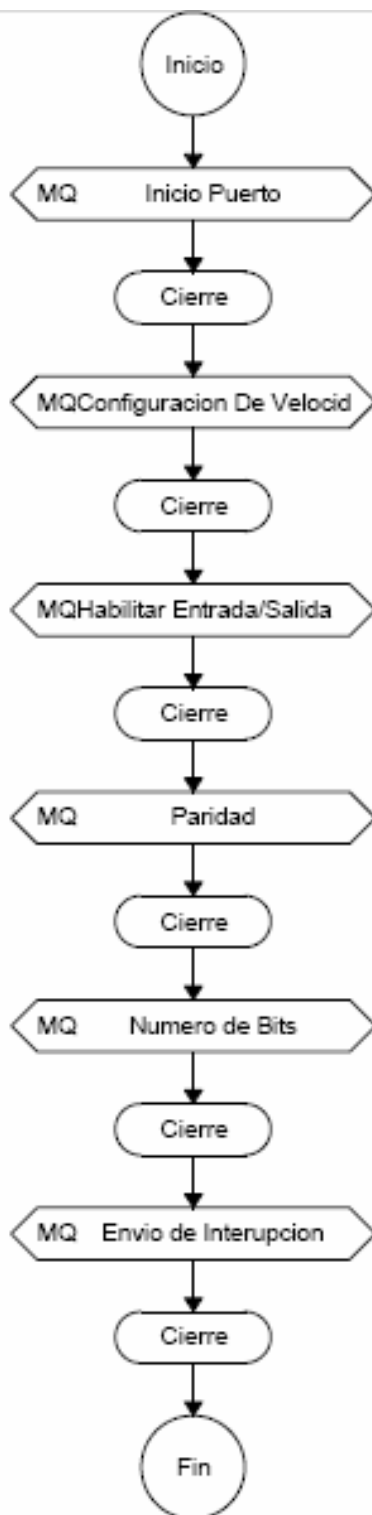 Inicio
MQ Inicio Puerto
Cierre
MQConfiguracion De Velocid
Cierre
MQHabilitar Entrada/Salida
Cierre
MQ Paridad
Cierre
MQ Numero de Bits
Cierre
MQ Envio de Interupcion
Cierre
Fin